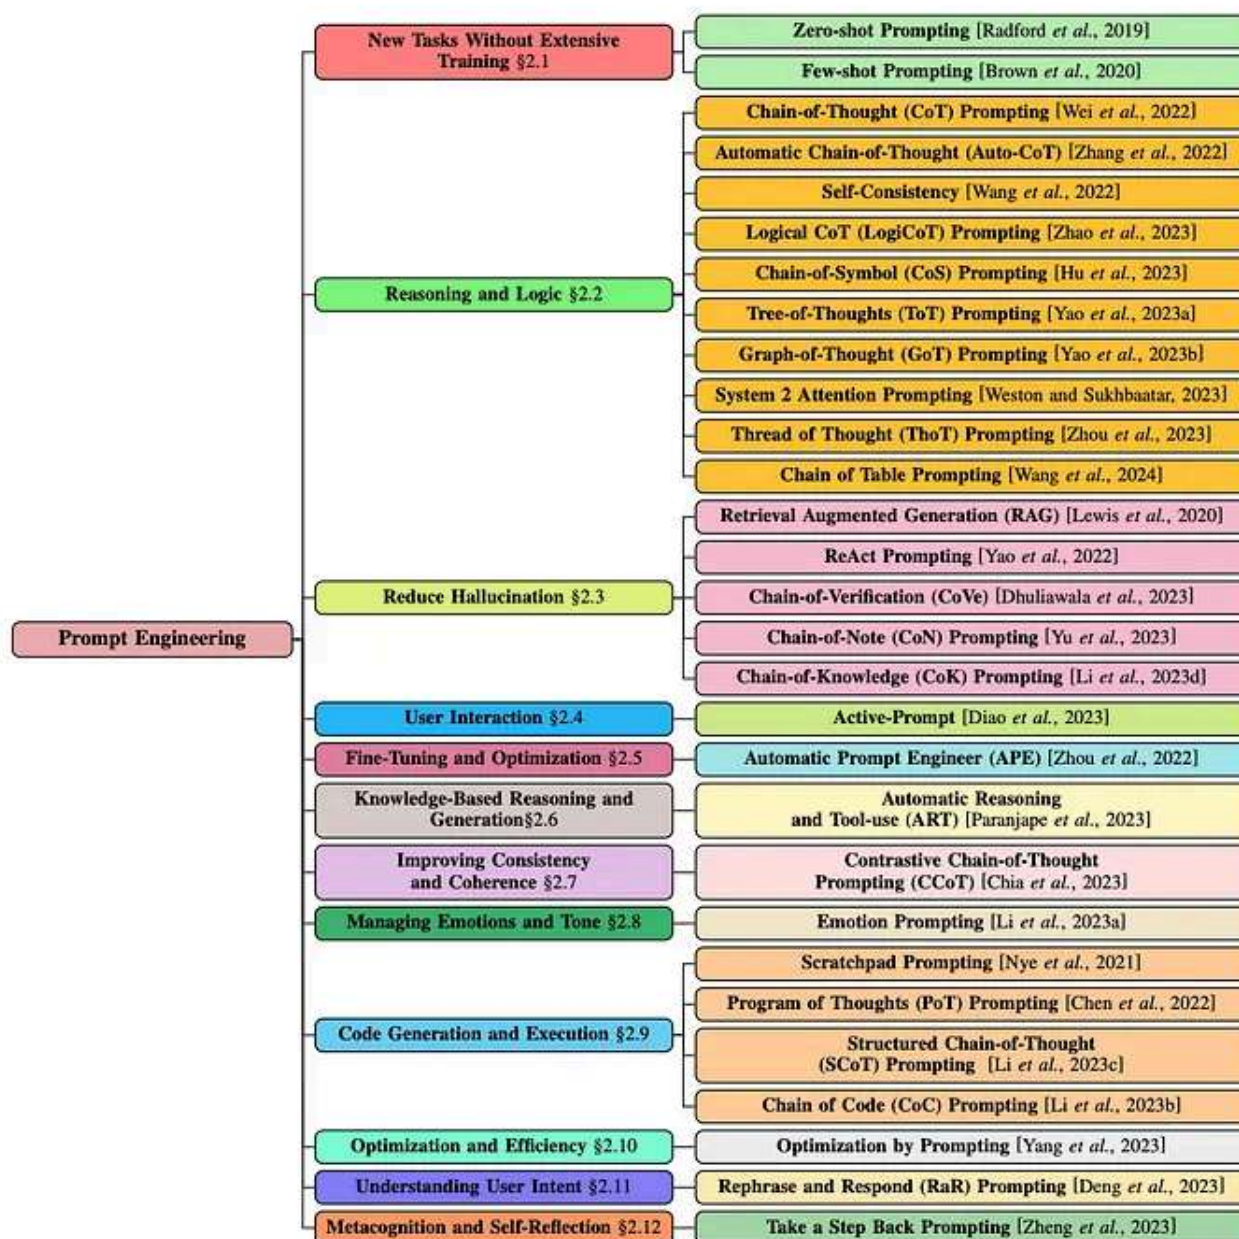 Prompt Engineering
New Tasks Without Extensive
Training §2.1
Zero-shot Prompting [Radford et al., 2019]
Few-shot Prompting [Brown et al., 2020]
Reasoning and Logic §2.2
Chain-of-Thought (CoT) Prompting [Wei et al., 2022]
Automatic Chain-of-Thought (Auto-CoT) [Zhang et al., 2022]
Self-Consistency [Wang et al., 2022]
Logical CoT (LogiCoT) Prompting [Zhao et al., 2023]
Chain-of-Symbol (CoS) Prompting [Hu et al., 2023]
Tree-of-Thoughts (ToT) Prompting [Yao et al., 2023a]
Graph-of-Thought (GoT) Prompting [Yao et al., 2023b]
System 2 Attention Prompting [Weston and Sukhbaatar, 2023]
Thread of Thought (ThoT) Prompting [Zhou et al., 2023]
Chain of Table Prompting [Wang et al., 2024]
Reduce Hallucination §2.3
Retrieval Augmented Generation (RAG) [Lewis et al., 2020]
ReAct Prompting [Yao et al., 2022]
Chain-of-Verification (CoVe) [Dhuliawala et al., 2023]
Chain-of-Note (CoN) Prompting [Yu et al., 2023]
Chain-of-Knowledge (CoK) Prompting [Li et al., 2023d]
User Interaction §2.4
Active-Prompt [Diao et al., 2023]
Fine-Tuning and Optimization §2.5
Automatic Prompt Engineer (APE) [Zhou et al., 2022]
Knowledge-Based Reasoning and
Generation§2.6
Automatic Reasoning
and Tool-use (ART) [Paranjape et al., 2023]
Improving Consistency
and Coherence §2.7
Contrastive Chain-of-Thought
Prompting (CCoT) [Chia et al., 2023]
Managing Emotions and Tone §2.8
Emotion Prompting [Li et al., 2023a]
Code Generation and Execution §2.9
Scratchpad Prompting [Nye et al., 2021]
Program of Thoughts (PoT) Prompting [Chen et al., 2022]
Structured Chain-of-Thought
(SCoT) Prompting [Li et al., 2023c]
Chain of Code (CoC) Prompting [Li et al., 2023b]
Optimization and Efficiency §2.10
Optimization by Prompting [Yang et al., 2023]
Understanding User Intent §2.11
Rephrase and Respond (RaR) Prompting [Deng et al., 2023]
Metacognition and Self-Reflection §2.12
Take a Step Back Prompting [Zheng et al., 2023]